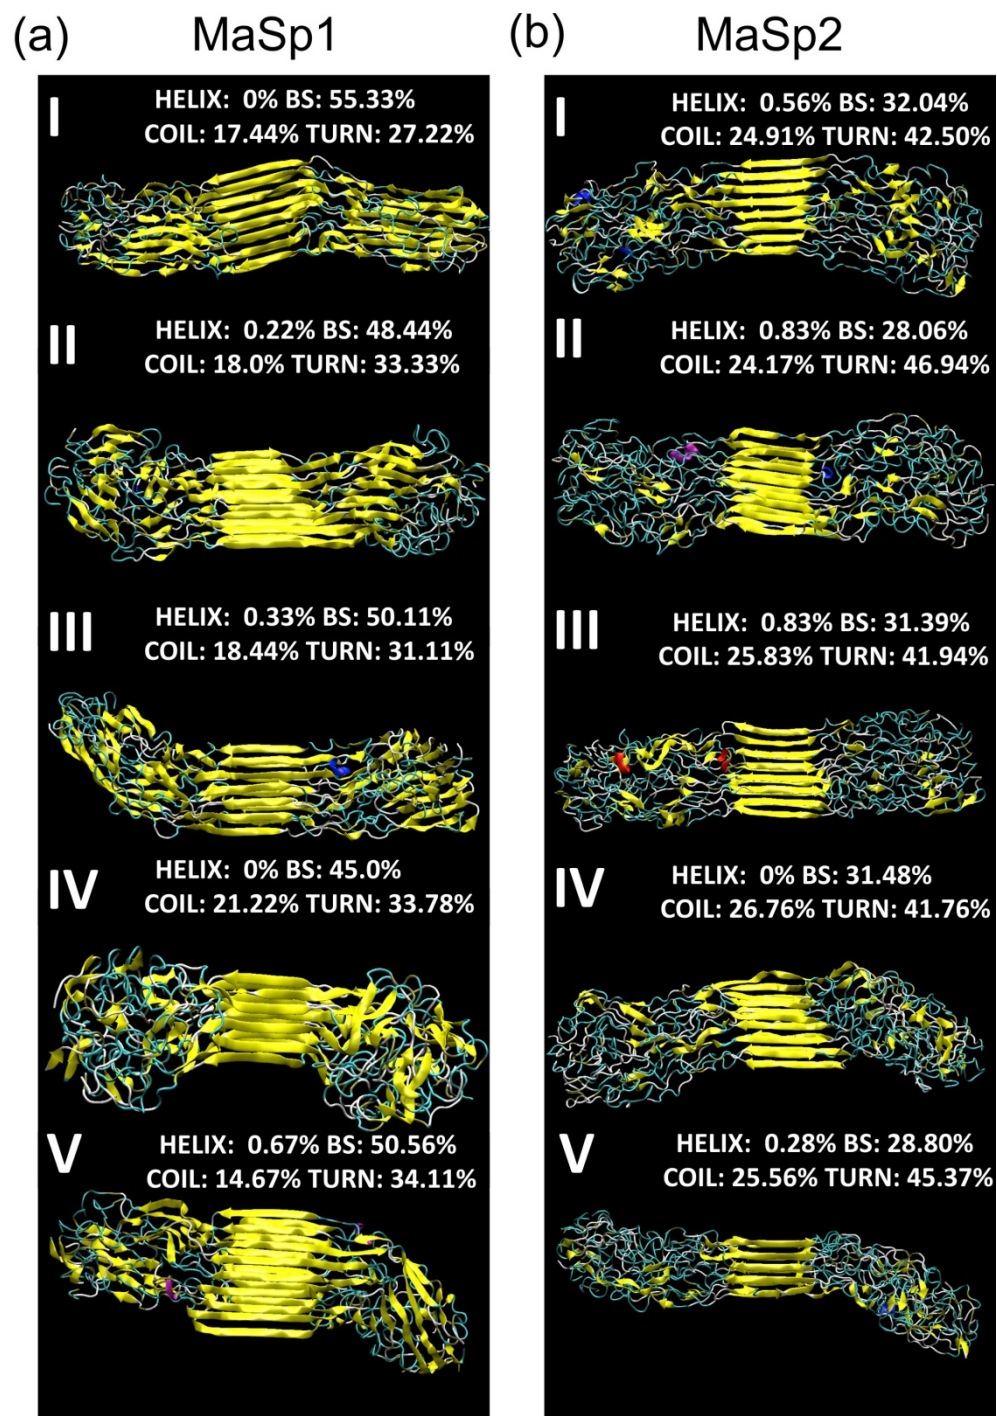 (a) MaSp1
I
HELIX: 0% BS: 55.33%
COIL: 17.44% TURN: 27.22%
II
HELIX: 0.22% BS: 48.44%
COIL: 18.0% TURN: 33.33%
III
HELIX: 0.33% BS: 50.11%
COIL: 18.44% TURN: 31.11%
IV
HELIX: 0% BS: 45.0%
COIL: 21.22% TURN: 33.78%
V
HELIX: 0.67% BS: 50.56%
COIL: 14.67% TURN: 34.11%
(b) MaSp2
I
HELIX: 0.56% BS: 32.04%
COIL: 24.91% TURN: 42.50%
II
HELIX: 0.83% BS: 28.06%
COIL: 24.17% TURN: 46.94%
III
HELIX: 0.83% BS: 31.39%
COIL: 25.83% TURN: 41.94%
IV
HELIX: 0% BS: 31.48%
COIL: 26.76% TURN: 41.76%
V
HELIX: 0.28% BS: 28.80%
COIL: 25.56% TURN: 45.37%